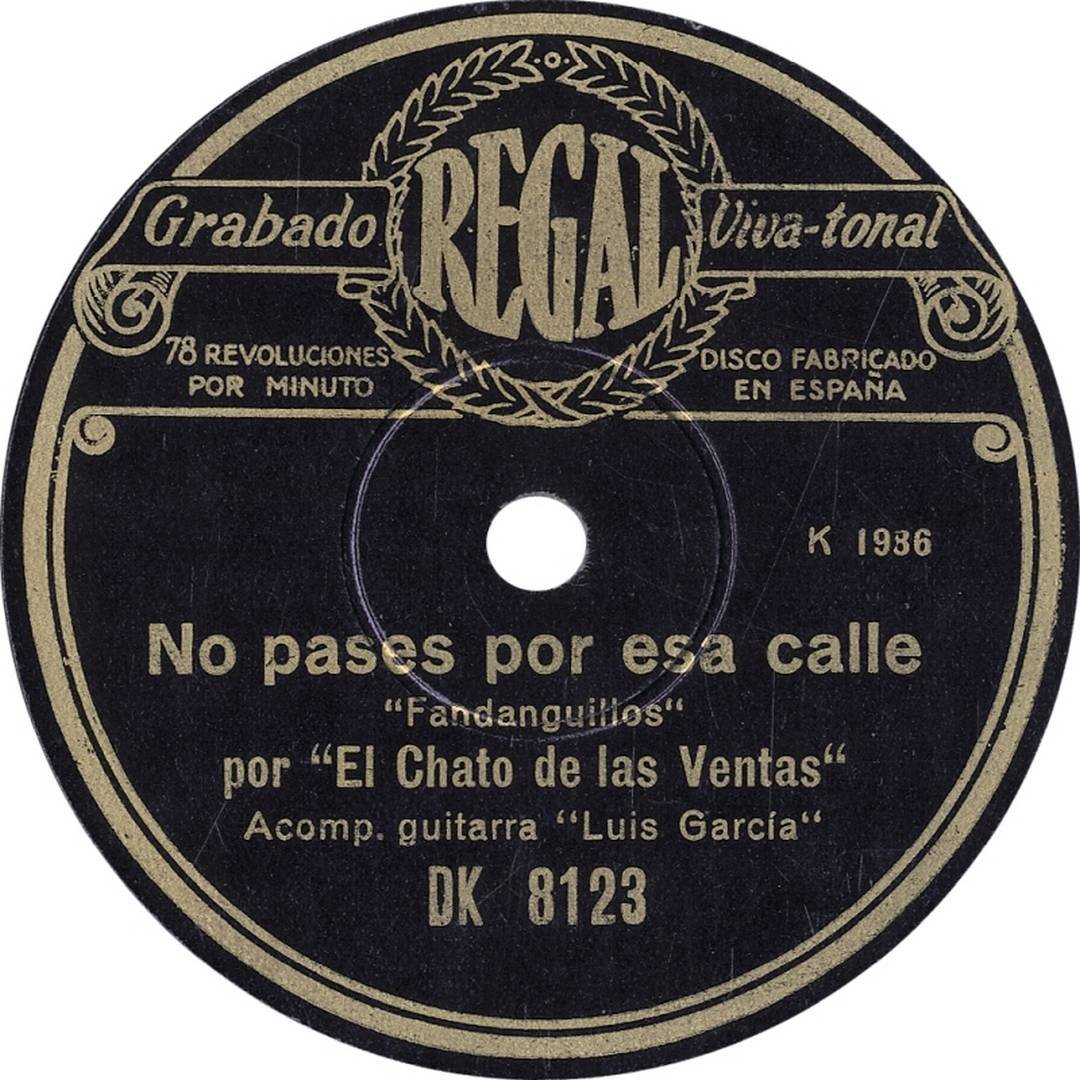 REGAL
Grabado Viva-tonal
78 REVOLUCIONES
POR MINUTO
DISCO FABRICADO
EN ESPAÑA
K 1936
No pases por esa calle
“Fandanguillos“
por “El Chato de las Ventas“
Acomp. guitarra “Luis García“
DK 8123